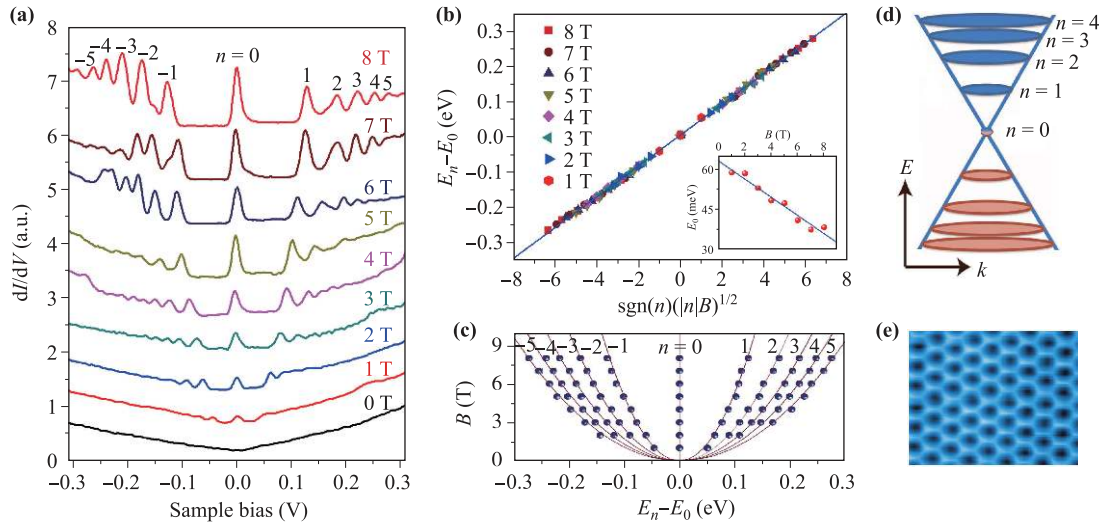 (a)
8
7
6
5
4
3
2
1
0
dI/dV (a.u.)
−5 −4 −3 −2 −1 n = 0 1 2 3 4 5
8 T
7 T
6 T
5 T
4 T
3 T
2 T
1 T
0 T
−0.3 −0.2 −0.1 0.0 0.1 0.2 0.3
Sample bias (V)
(b)
0.3
0.2
0.1
0.0
−0.1
−0.2
−0.3
Eₙ−E₀ (eV)
8 T
7 T
6 T
5 T
4 T
3 T
2 T
1 T
B (T)
0 2 4 6 8
60
45
30
E₀ (meV)
−8 −6 −4 −2 0 2 4 6 8
sgn(n)(|n|B)^1/2
(c)
−5 −4 −3 −2 −1 n = 0 1 2 3 4 5
9
6
3
0
B (T)
−0.3 −0.2 −0.1 0.0 0.1 0.2 0.3
Eₙ−E₀ (eV)
(d)
n = 4
n = 3
n = 2
n = 1
n = 0
E
k
(e)